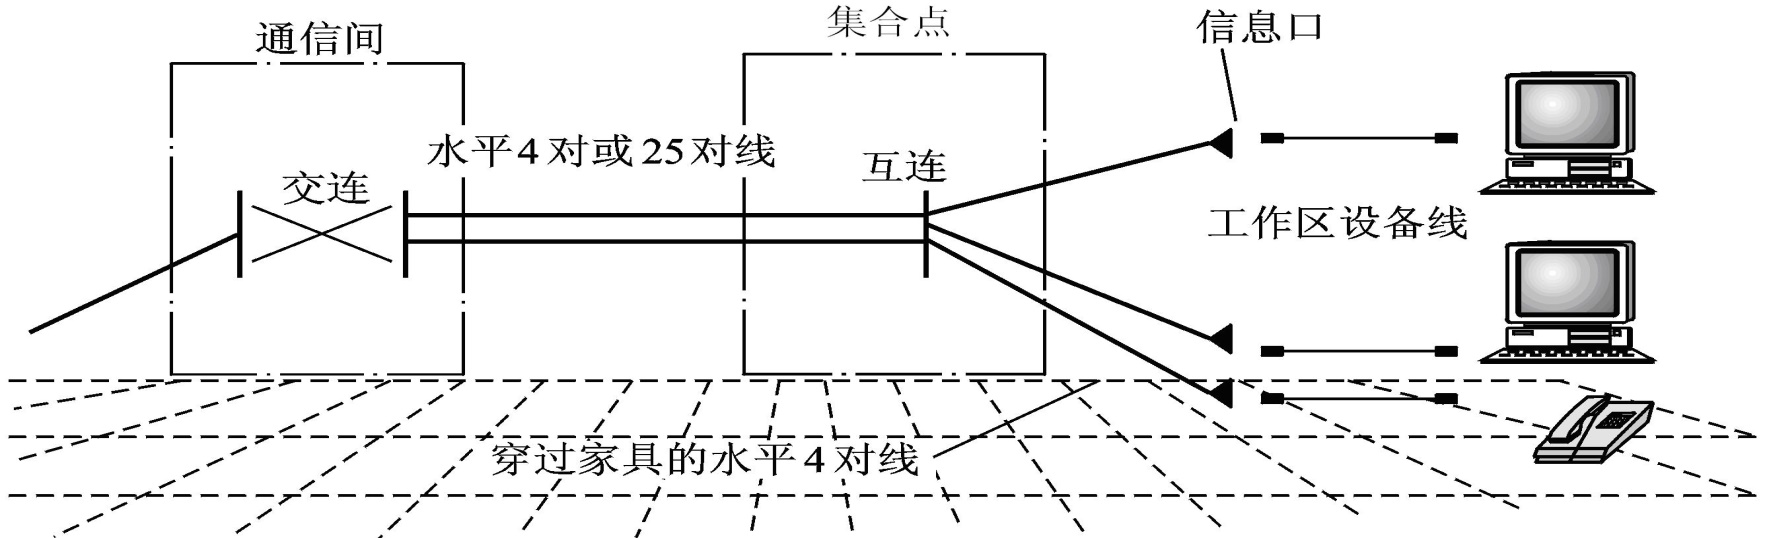 通信间
集合点
信息口
水平4对或25对线
交连
互连
工作区设备线
穿过家具的水平4对线